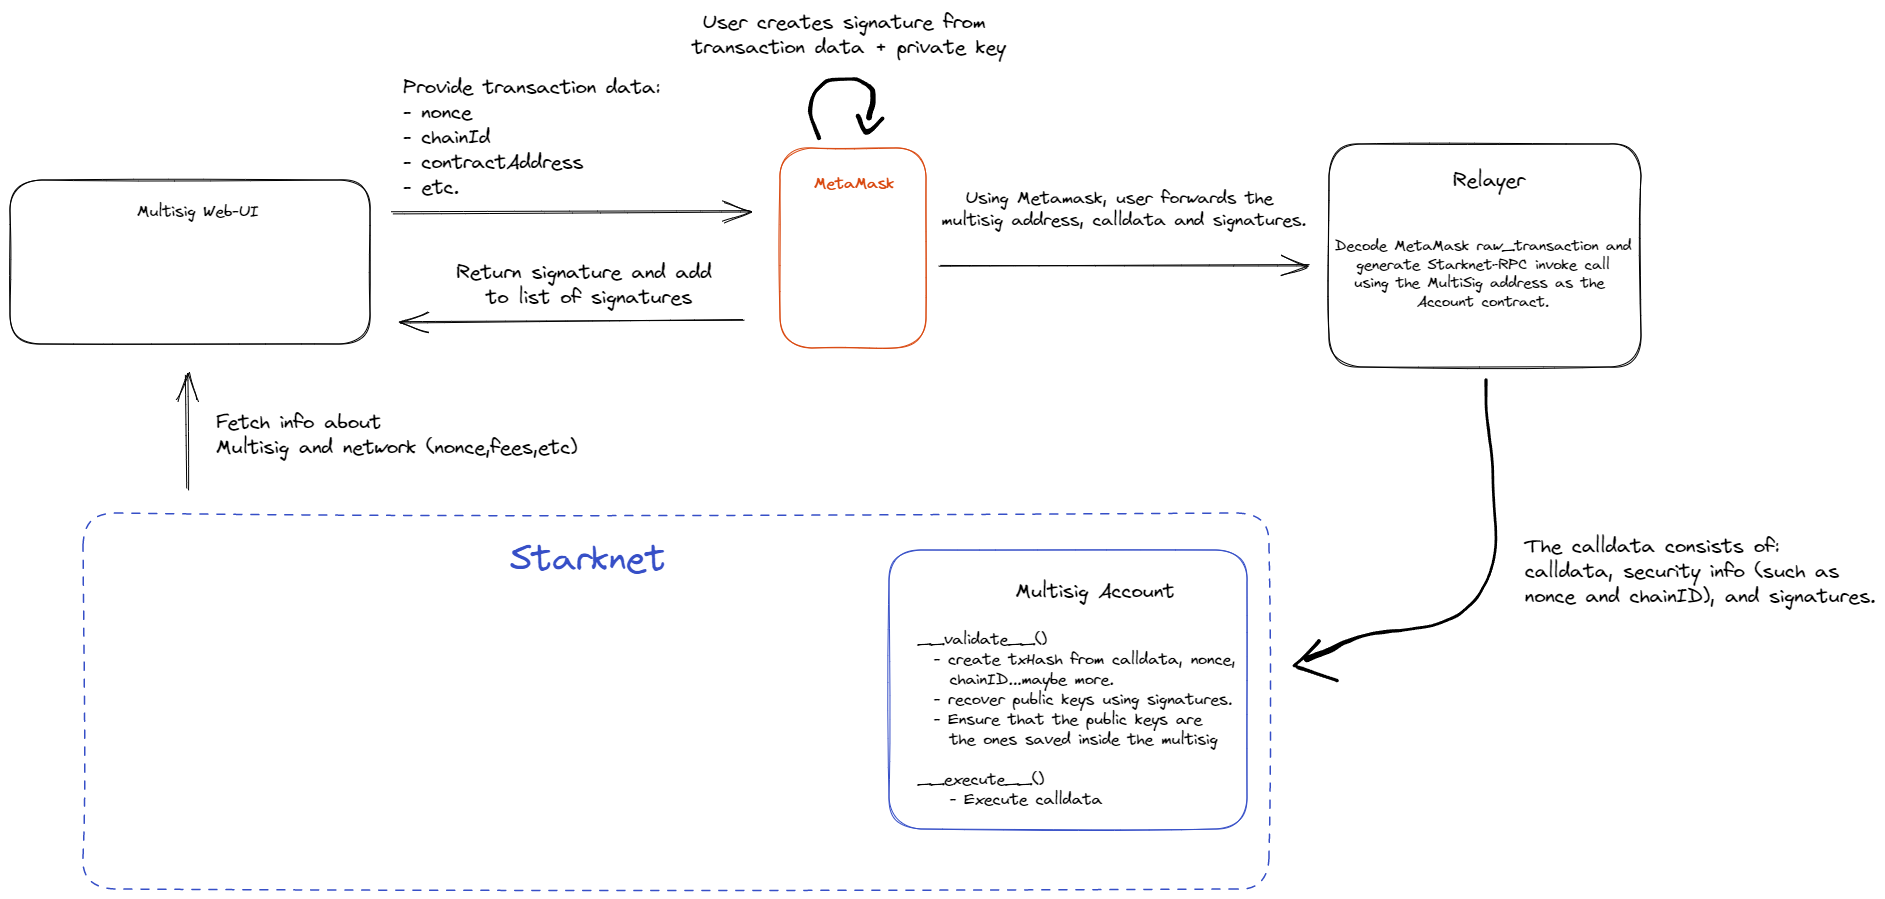 User creates signature from
transaction data + private key
Provide transaction data:
- nonce
- chainId
- contractAddress
- etc.
MetaMask
Relayer
Multisig Web-UI
Using Metamask, user forwards the
multisig address, calldata and signatures.
Decode MetaMask raw_transaction and
generate Starknet-RPC invoke call
using the MultiSig address as the
Account contract.
Return signature and add
to list of signatures
Fetch info about
Multisig and network (nonce,fees,etc)
Starknet
The calldata consists of:
calldata, security info (such as
nonce and chainID), and signatures.
Multisig Account
__validate__()
- create txHash from calldata, nonce,
chainID...maybe more.
- recover public keys using signatures.
- Ensure that the public keys are
the ones saved inside the multisig
__execute__()
- Execute calldata